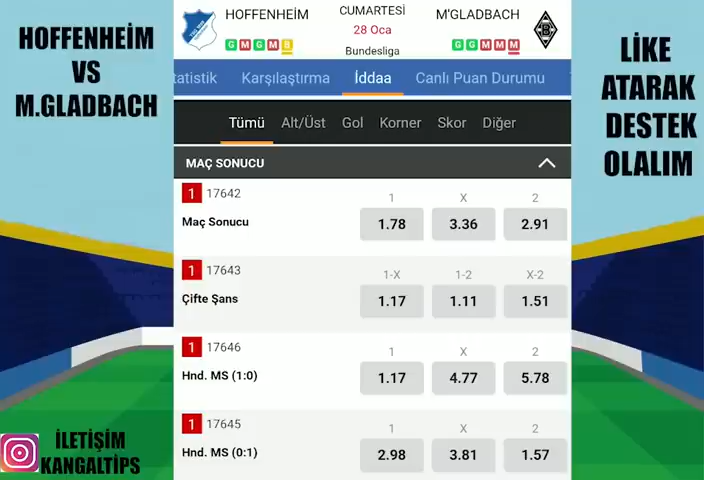 HOFFENHEİM
VS
M.GLADBACH
HOFFENHEİM
G M G M B
CUMARTESİ
28 Oca
Bundesliga
M'GLADBACH
G G M M M
LİKE
ATARAK
DESTEK
OLALIM
tatistik Karşılaştırma İddaa Canlı Puan Durumu
Tümü Alt/Üst Gol Korner Skor Diğer
MAÇ SONUCU
1 17642
Maç Sonucu
1 X 2
1.78 3.36 2.91
1 17643
Çifte Şans
1-X 1-2 X-2
1.17 1.11 1.51
1 17646
Hnd. MS (1:0)
1 X 2
1.17 4.77 5.78
1 17645
Hnd. MS (0:1)
1 X 2
2.98 3.81 1.57
İLETİŞİM
KANGALTİPS